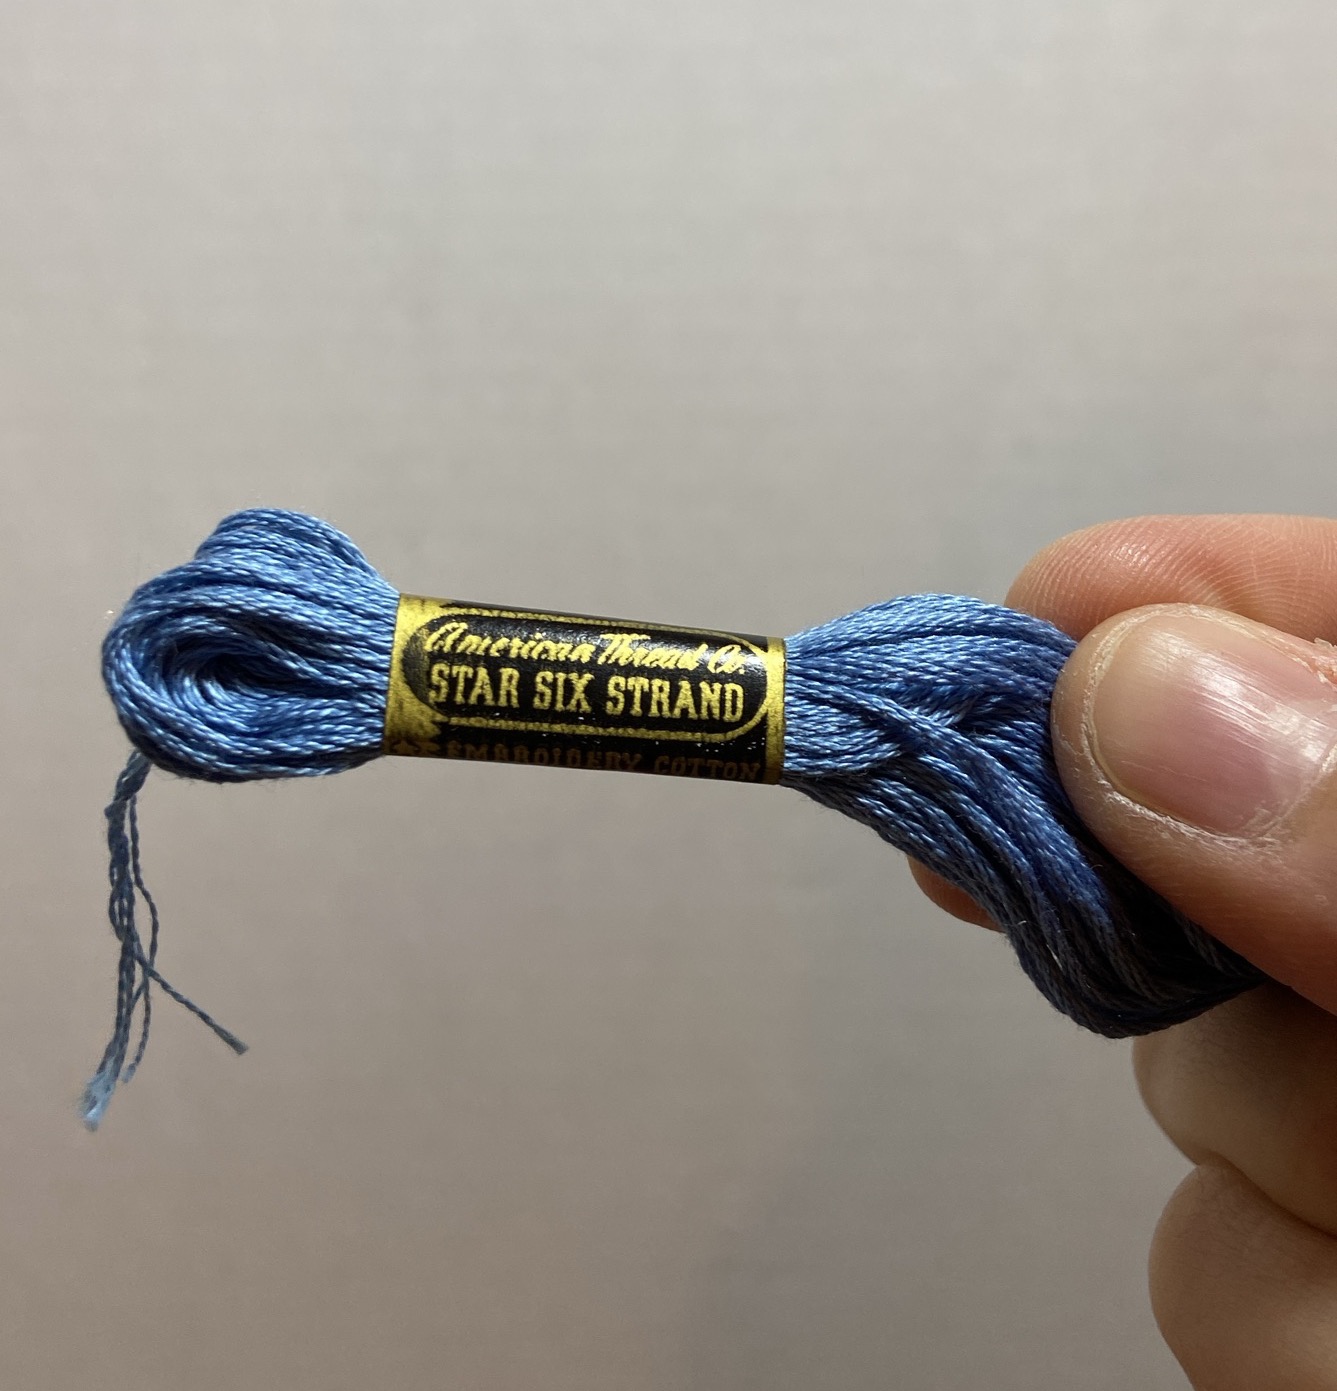 American Thread Co.
STAR SIX STRAND
EMBROIDERY COTTON